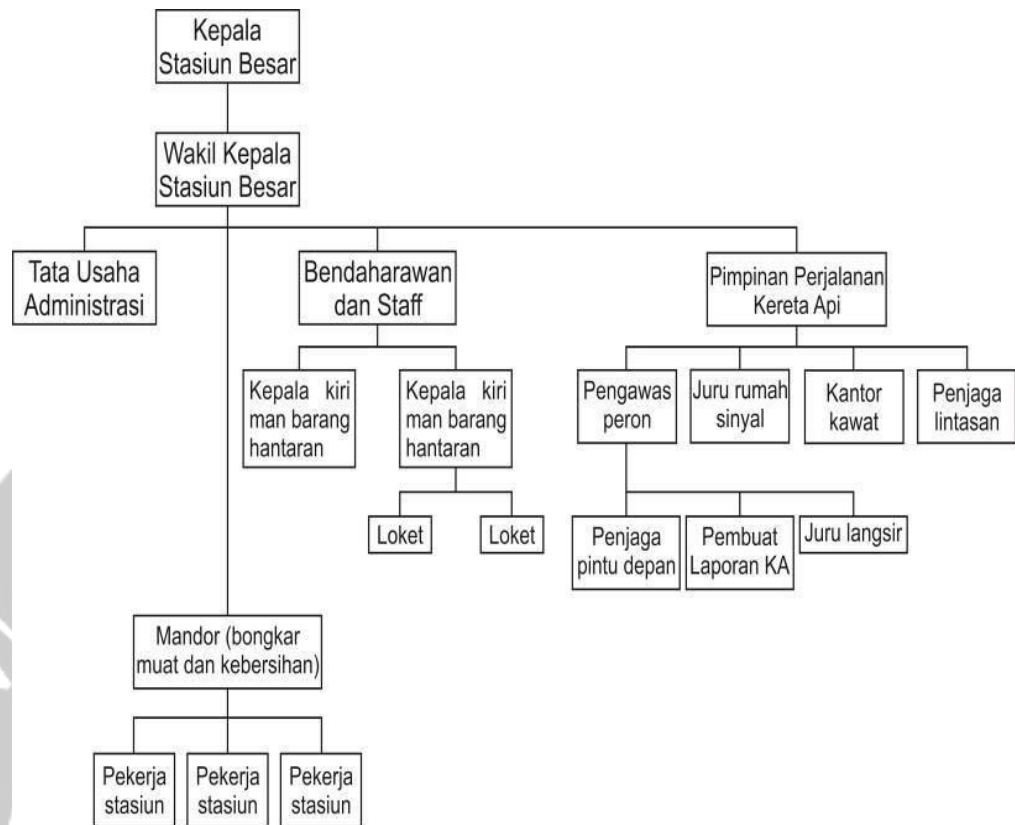 Kepala
Stasiun Besar
Wakil Kepala
Stasiun Besar
Tata Usaha
Administrasi
Bendaharawan
dan Staff
Pimpinan Perjalanan
Kereta Api
Kepala kiri
man barang
hantaran
Kepala kiri
man barang
hantaran
Pengawas
peron
Juru rumah
sinyal
Kantor
kawat
Penjaga
lintasan
Loket
Loket
Penjaga
pintu depan
Pembuat
Laporan KA
Juru langsir
Mandor (bongkar
muat dan kebersihan)
Pekerja
stasiun
Pekerja
stasiun
Pekerja
stasiun